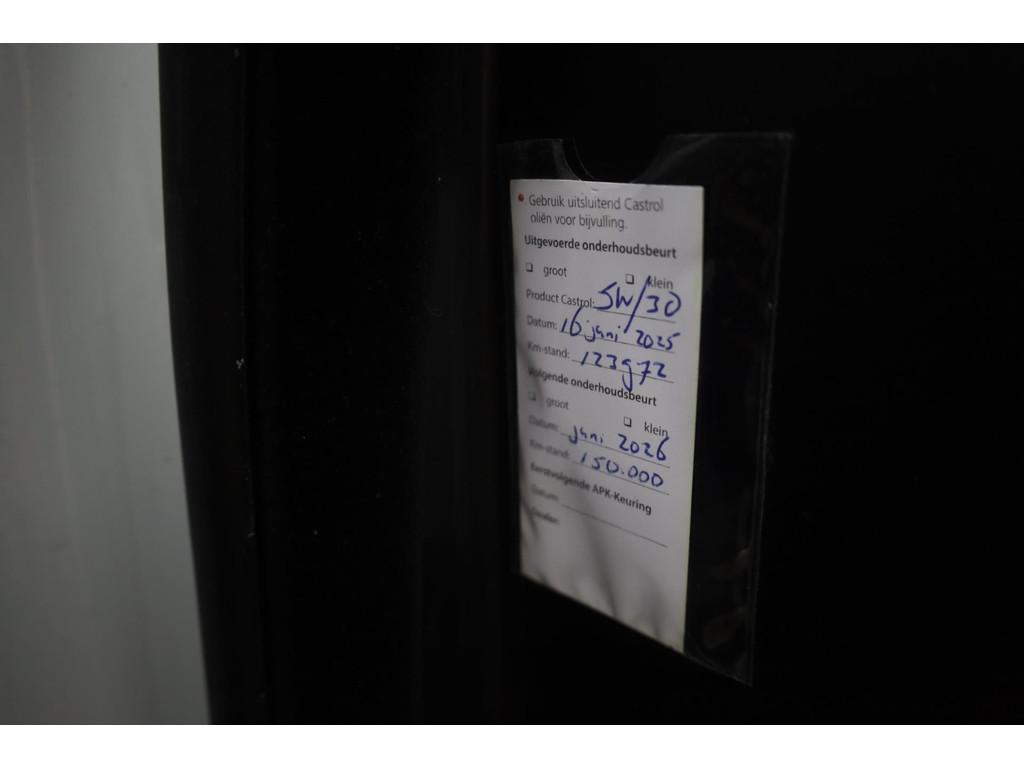 Gebruik uitsluitend Castrol
oliën voor bijvulling.
Uitgevoerde onderhoudsbeurt
groot klein
Product Castrol: 5W/30
Datum: 16 juni 2025
Km-stand: 123972
Volgende onderhoudsbeurt
groot klein
Datum: juni 2026
Km-stand: 150.000
Eerstvolgende APK-Keuring
Datum: